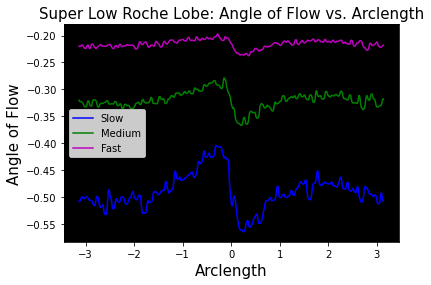 Super Low Roche Lobe: Angle of Flow vs. Arclength
Angle of Flow
−0.20
−0.25
−0.30
−0.35
−0.40
−0.45
−0.50
−0.55
Slow
Medium
Fast
−3
−2
−1
0
1
2
3
Arclength